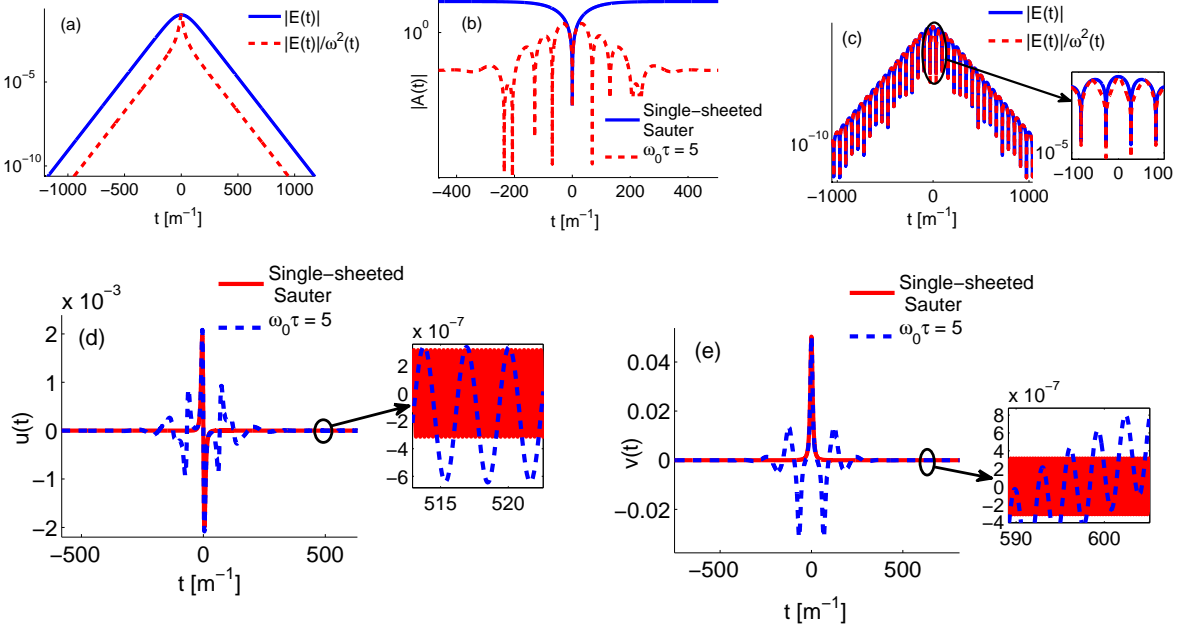 (a)
|E(t)|
|E(t)|/ω²(t)
10⁻⁵
10⁻¹⁰
−1000 −500 0 500 1000
t [m⁻¹]
(b)
10⁰
|A(t)|
Single−sheeted
Sauter
ω₀τ = 5
−400 −200 0 200 400
t [m⁻¹]
(c)
|E(t)|
|E(t)|/ω²(t)
10⁻¹⁰
−1000 0 1000
t [m⁻¹]
10⁻⁵
−100 0 100
(d)
Single−sheeted
Sauter
ω₀τ = 5
x 10⁻³
2
1
0
−1
−2
u(t)
−500 0 500
t [m⁻¹]
x 10⁻⁷
2
0
−2
−4
−6
515 520
(e)
Single−sheeted
Sauter
ω₀τ = 5
0.04
0.02
0
−0.02
v(t)
−500 0 500
t [m⁻¹]
x 10⁻⁷
8
6
4
2
0
−2
−4
590 600